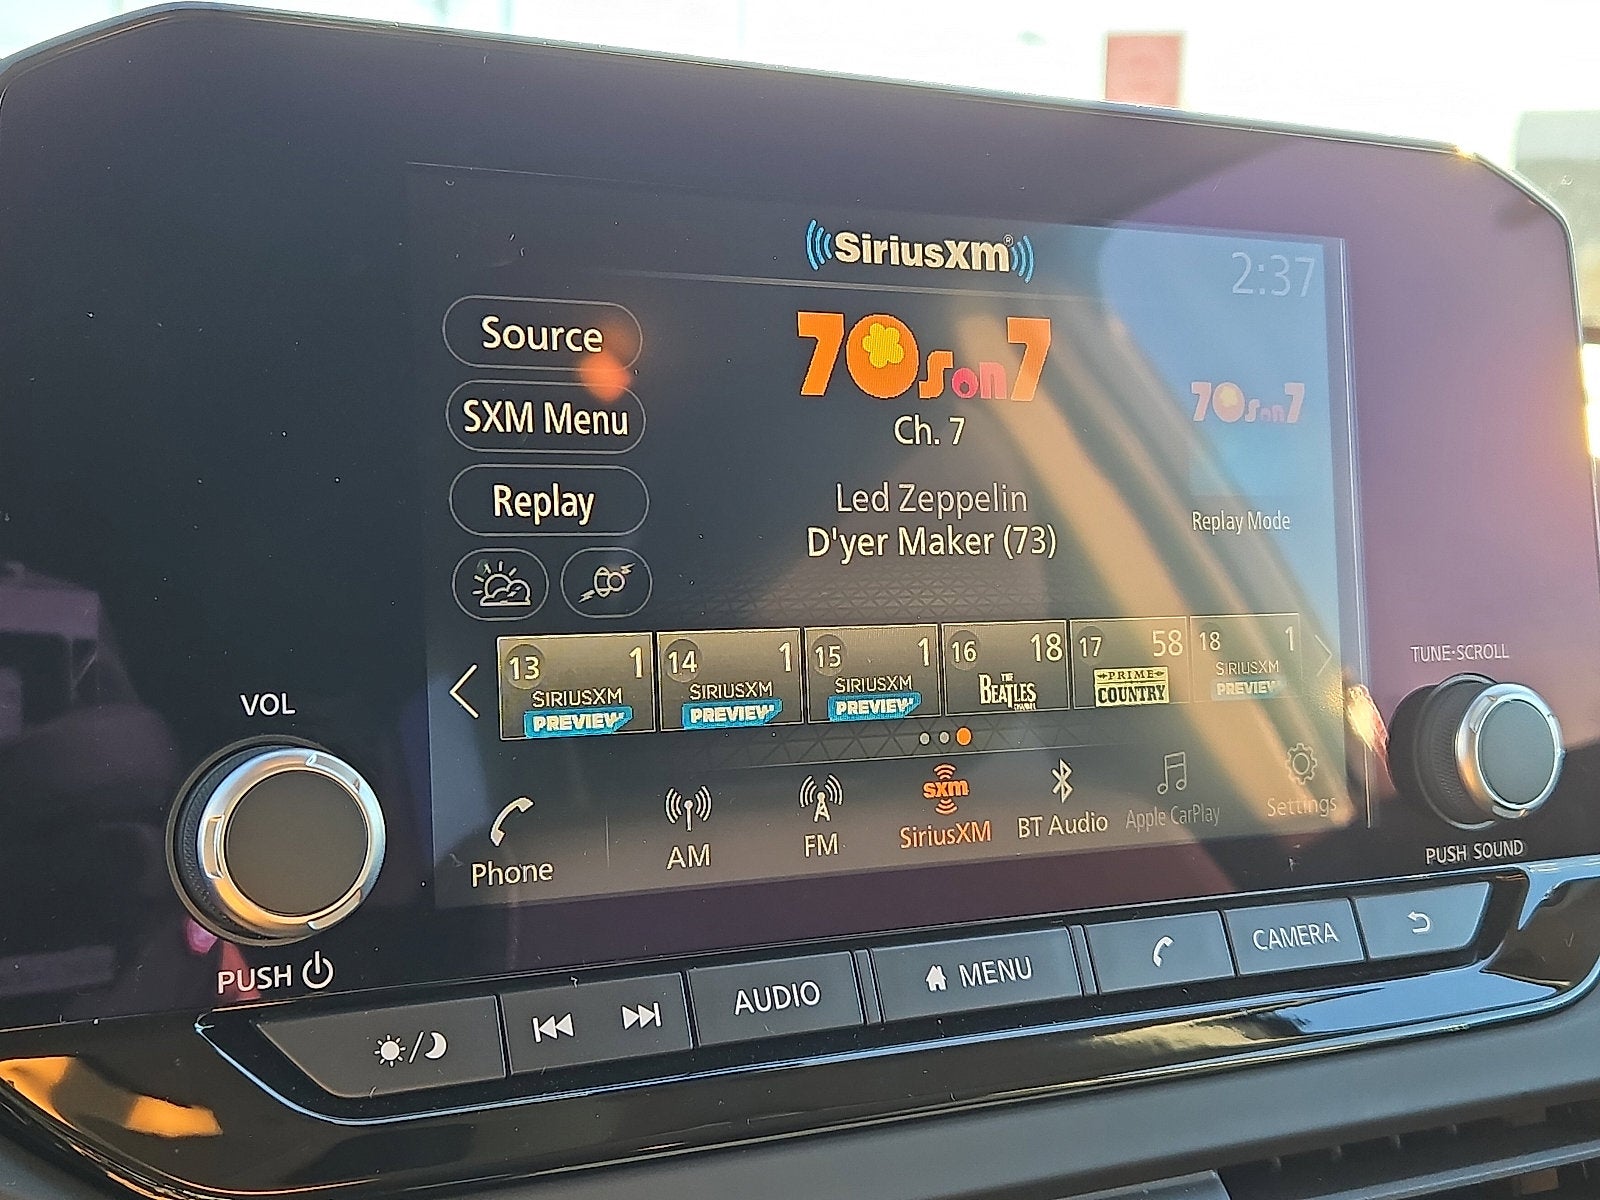 SiriusXM®
2:37
Source
SXM Menu
Replay
70s on 7
Ch. 7
Led Zeppelin
D'yer Maker (73)
70s on 7
Replay Mode
13 1
SIRIUSXM
PREVIEW
14 1
SIRIUSXM
PREVIEW
15 1
SIRIUSXM
PREVIEW
16 18
THE
BEATLES
CHANNEL
17 58
PRIME
COUNTRY
18 1
SIRIUSXM
PREVIEW
Phone
AM
FM
sxm
SiriusXM
BT Audio
Apple CarPlay
Settings
VOL
PUSH
TUNE·SCROLL
PUSH SOUND
AUDIO
MENU
CAMERA